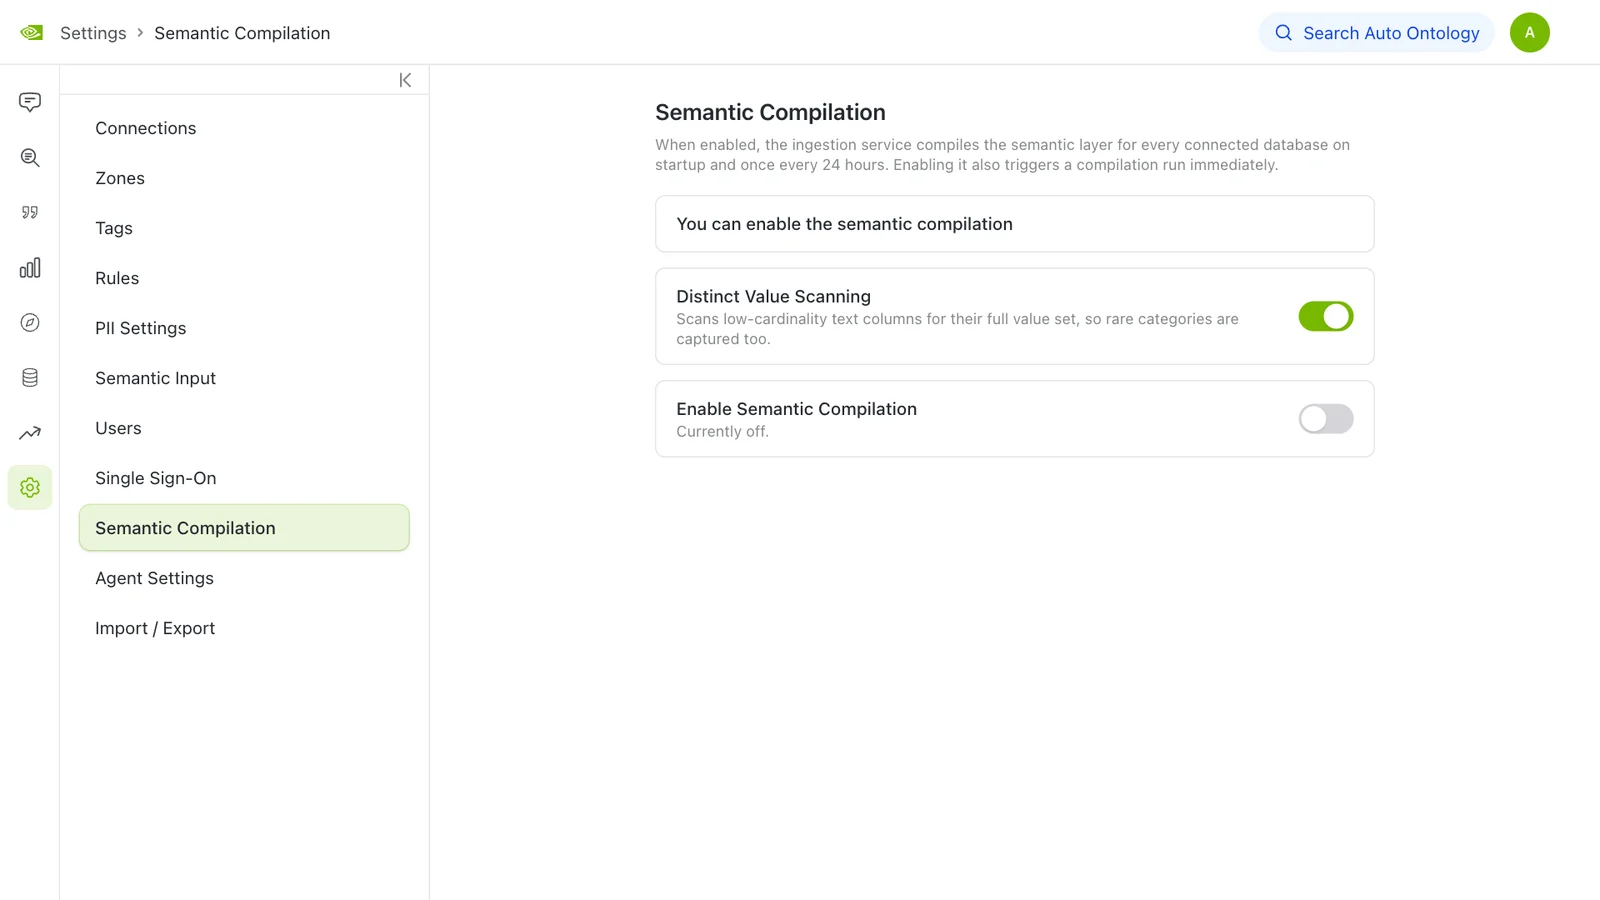 Settings › Semantic Compilation
Search Auto Ontology
A
Connections
Zones
Tags
Rules
PII Settings
Semantic Input
Users
Single Sign-On
Semantic Compilation
Agent Settings
Import / Export
Semantic Compilation
When enabled, the ingestion service compiles the semantic layer for every connected database on
startup and once every 24 hours. Enabling it also triggers a compilation run immediately.
You can enable the semantic compilation
Distinct Value Scanning
Scans low-cardinality text columns for their full value set, so rare categories are
captured too.
Enable Semantic Compilation
Currently off.